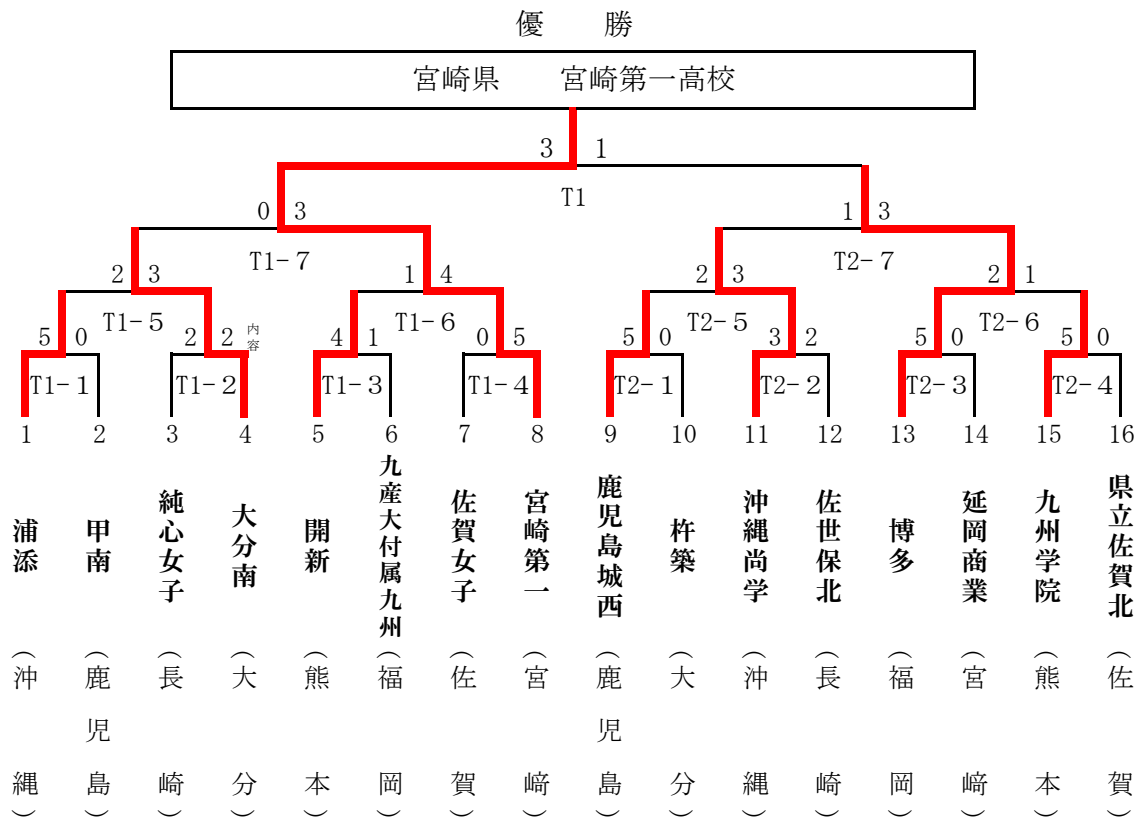 優　勝
宮崎県　宮崎第一高校
3 1
T1
0 3 1 3
T1-7 T2-7
2 3 1 4 2 3 2 1
T1-5 T1-6 T2-5 T2-6
5 0 2 2 内容 4 1 0 5 5 0 3 2 5 0 5 0
T1-1 T1-2 T1-3 T1-4 T2-1 T2-2 T2-3 T2-4
1 2 3 4 5 6 7 8 9 10 11 12 13 14 15 16
浦添（沖縄）
甲南（鹿児島）
純心女子（長崎）
大分南（大分）
開新（熊本）
九産大付属九州（福岡）
佐賀女子（佐賀）
宮崎第一（宮﨑）
鹿児島城西（鹿児島）
杵築（大分）
沖縄尚学（沖縄）
佐世保北（長崎）
博多（福岡）
延岡商業（宮﨑）
九州学院（熊本）
県立佐賀北（佐賀）